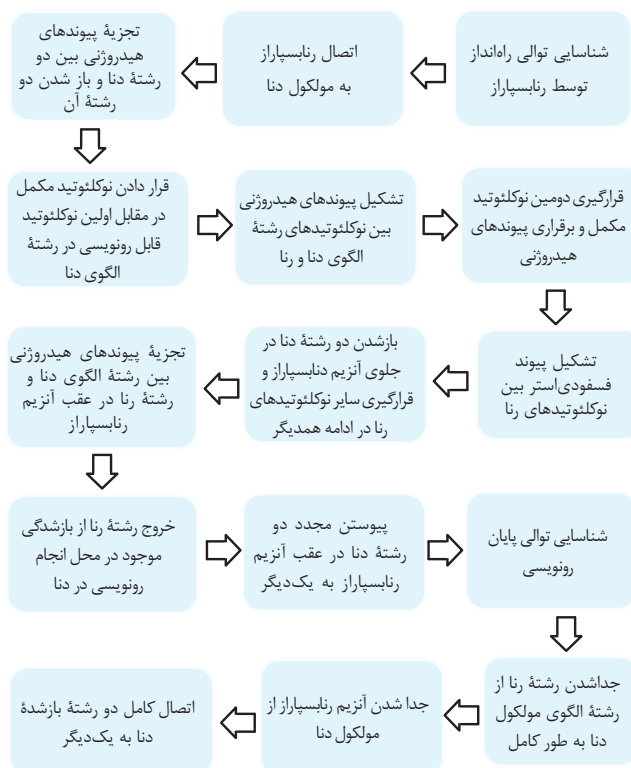 شناسایی توالی راه‌انداز
توسط رنابسپاراز
اتصال رنابسپاراز
به مولکول دنا
تجزیهٔ پیوندهای
هیدروژنی بین دو
رشتهٔ دنا و باز شدن دو
رشتهٔ آن
قرار دادن نوکلئوتید مکمل
در مقابل اولین نوکلئوتید
قابل رونویسی در رشتهٔ
الگوی دنا
تشکیل پیوندهای هیدروژنی
بین نوکلئوتیدهای رشتهٔ
الگوی دنا و رنا
قرارگیری دومین نوکلئوتید
مکمل و برقراری پیوندهای
هیدروژنی
تشکیل پیوند
فسفودی‌استر بین
نوکلئوتیدهای رنا
بازشدن دو رشتهٔ دنا در
جلوی آنزیم دنابسپاراز و
قرارگیری سایر نوکلئوتیدهای
رنا در ادامه همدیگر
تجزیهٔ پیوندهای هیدروژنی
بین رشتهٔ الگوی دنا و
رشتهٔ رنا در عقب آنزیم
رنابسپاراز
خروج رشتهٔ رنا از بازشدگی
موجود در محل انجام
رونویسی در دنا
پیوستن مجدد دو
رشتهٔ دنا در عقب آنزیم
رنابسپاراز به یک‌دیگر
شناسایی توالی پایان
رونویسی
جداشدن رشتهٔ رنا از
رشتهٔ الگوی مولکول
دنا به طور کامل
جدا شدن آنزیم رنابسپاراز از
مولکول دنا
اتصال کامل دو رشتهٔ بازشدهٔ
دنا به یک‌دیگر